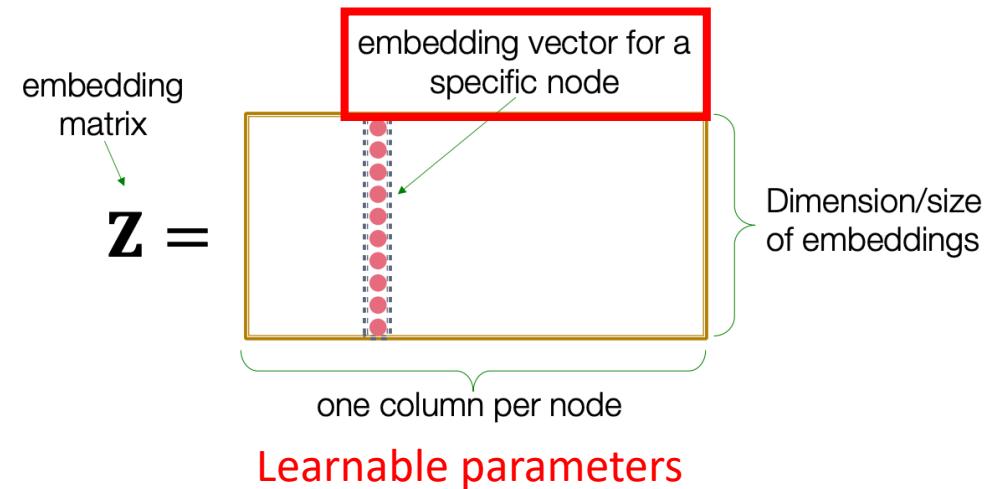 embedding vector for a
specific node
embedding
matrix
Z =
Dimension/size
of embeddings
one column per node
Learnable parameters